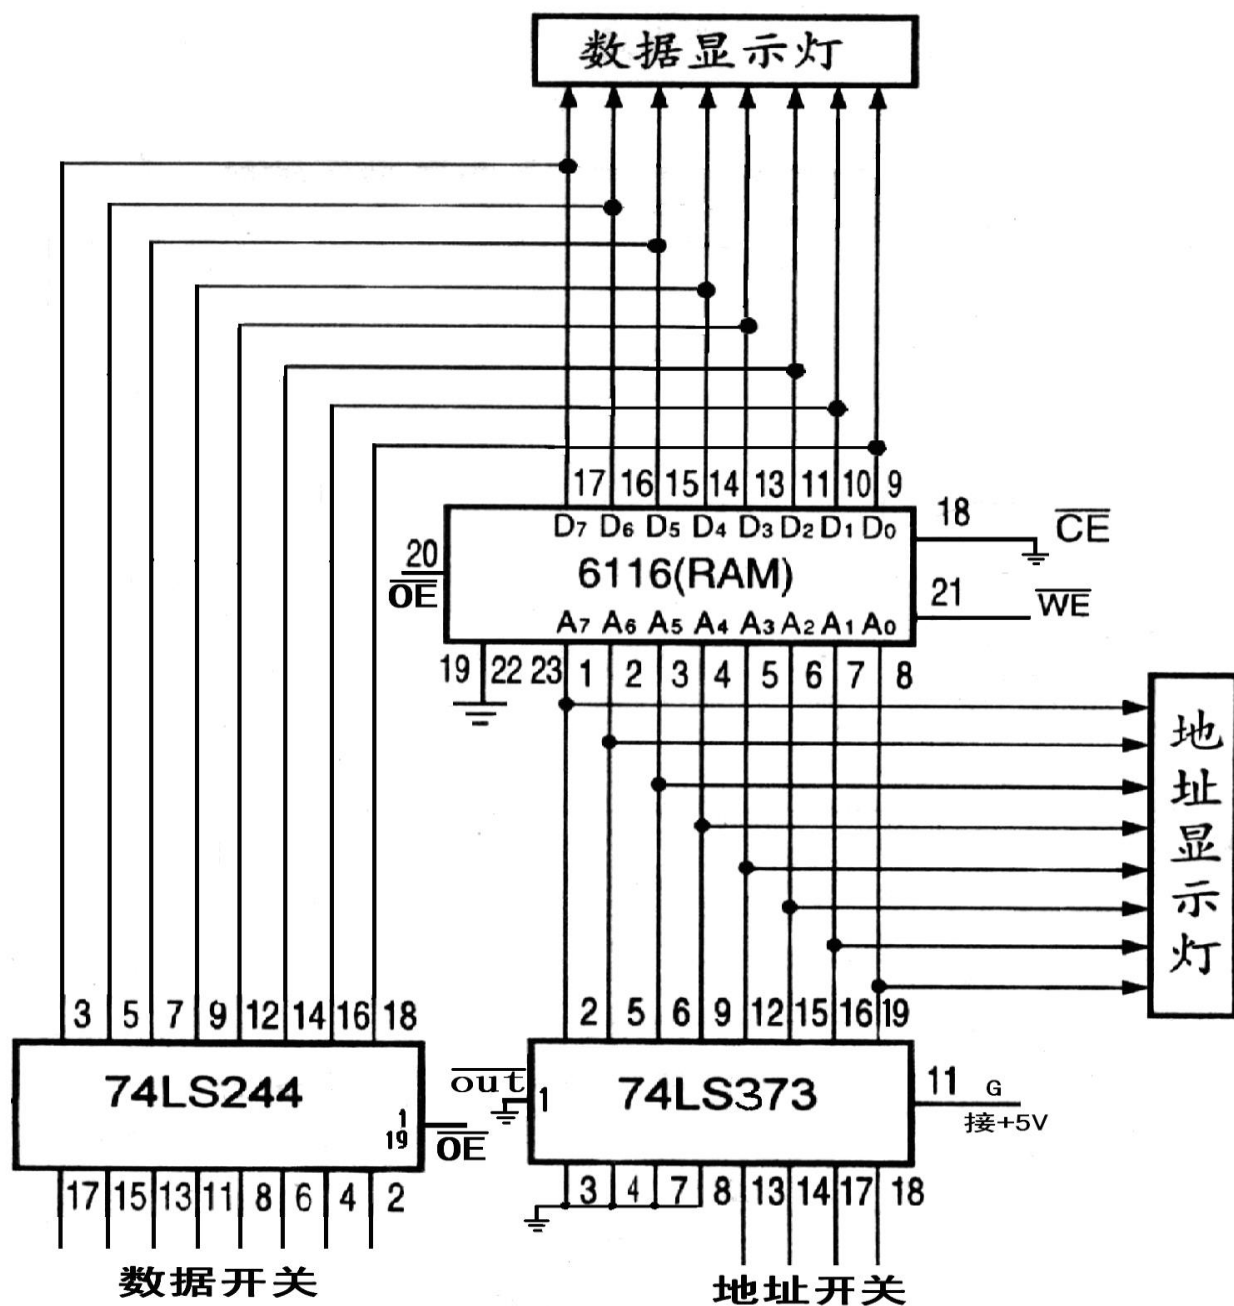 数据显示灯
17 16 15 14 13 11 10 9
D7 D6 D5 D4 D3 D2 D1 D0
18 CE
20
OE
6116(RAM)
21 WE
A7 A6 A5 A4 A3 A2 A1 A0
19 22 23 1 2 3 4 5 6 7 8
地址显示灯
3 5 7 9 12 14 16 18
2 5 6 9 12 15 16 19
74LS244
1
19
OE
out
1
74LS373
11 G
接+5V
17 15 13 11 8 6 4 2
3 4 7 8 13 14 17 18
数据开关
地址开关